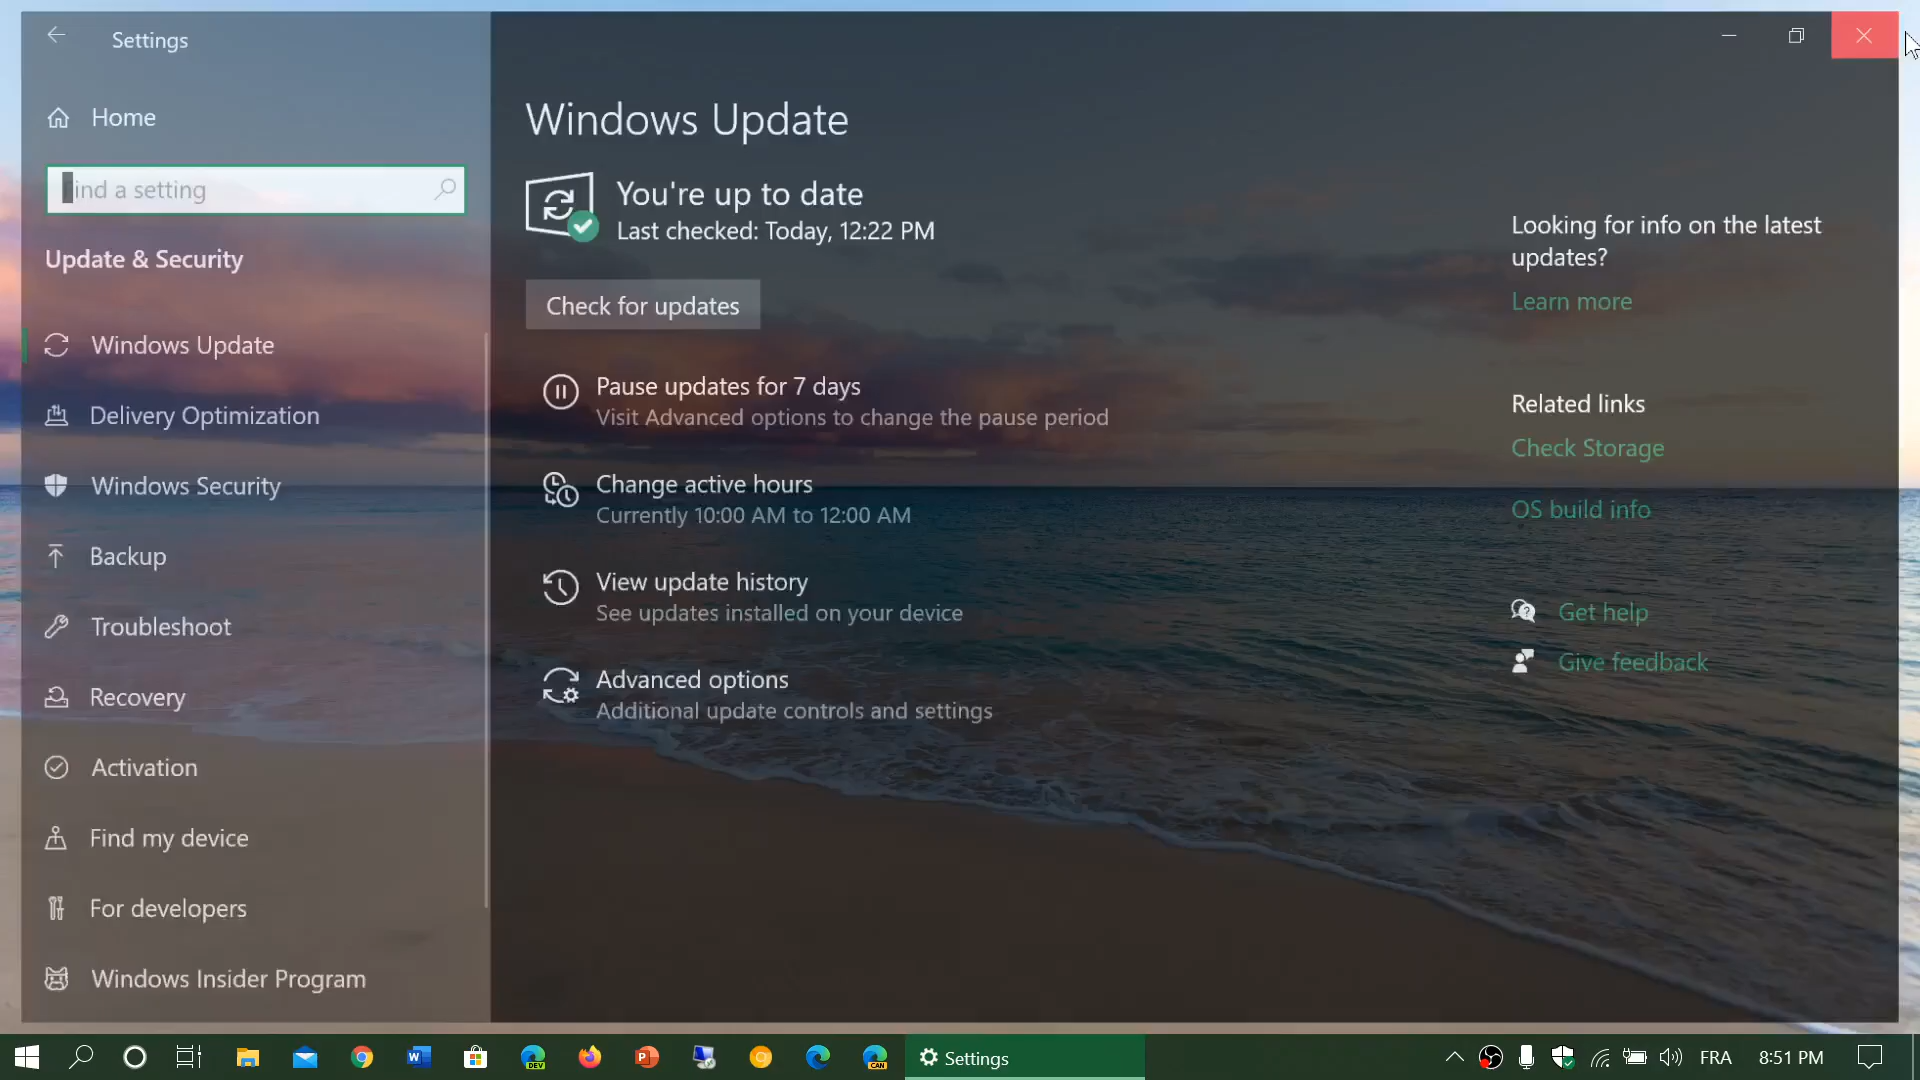 Settings
Home
ind a setting
Update & Security
Windows Update
Delivery Optimization
Windows Security
Backup
Troubleshoot
Recovery
Activation
Find my device
For developers
Windows Insider Program
Windows Update
You're up to date
Last checked: Today, 12:22 PM
Check for updates
Pause updates for 7 days
Visit Advanced options to change the pause period
Change active hours
Currently 10:00 AM to 12:00 AM
View update history
See updates installed on your device
Advanced options
Additional update controls and settings
Looking for info on the latest
updates?
Learn more
Related links
Check Storage
OS build info
Get help
Give feedback
W
DEV
P
CAN
Settings
FRA
8:51 PM